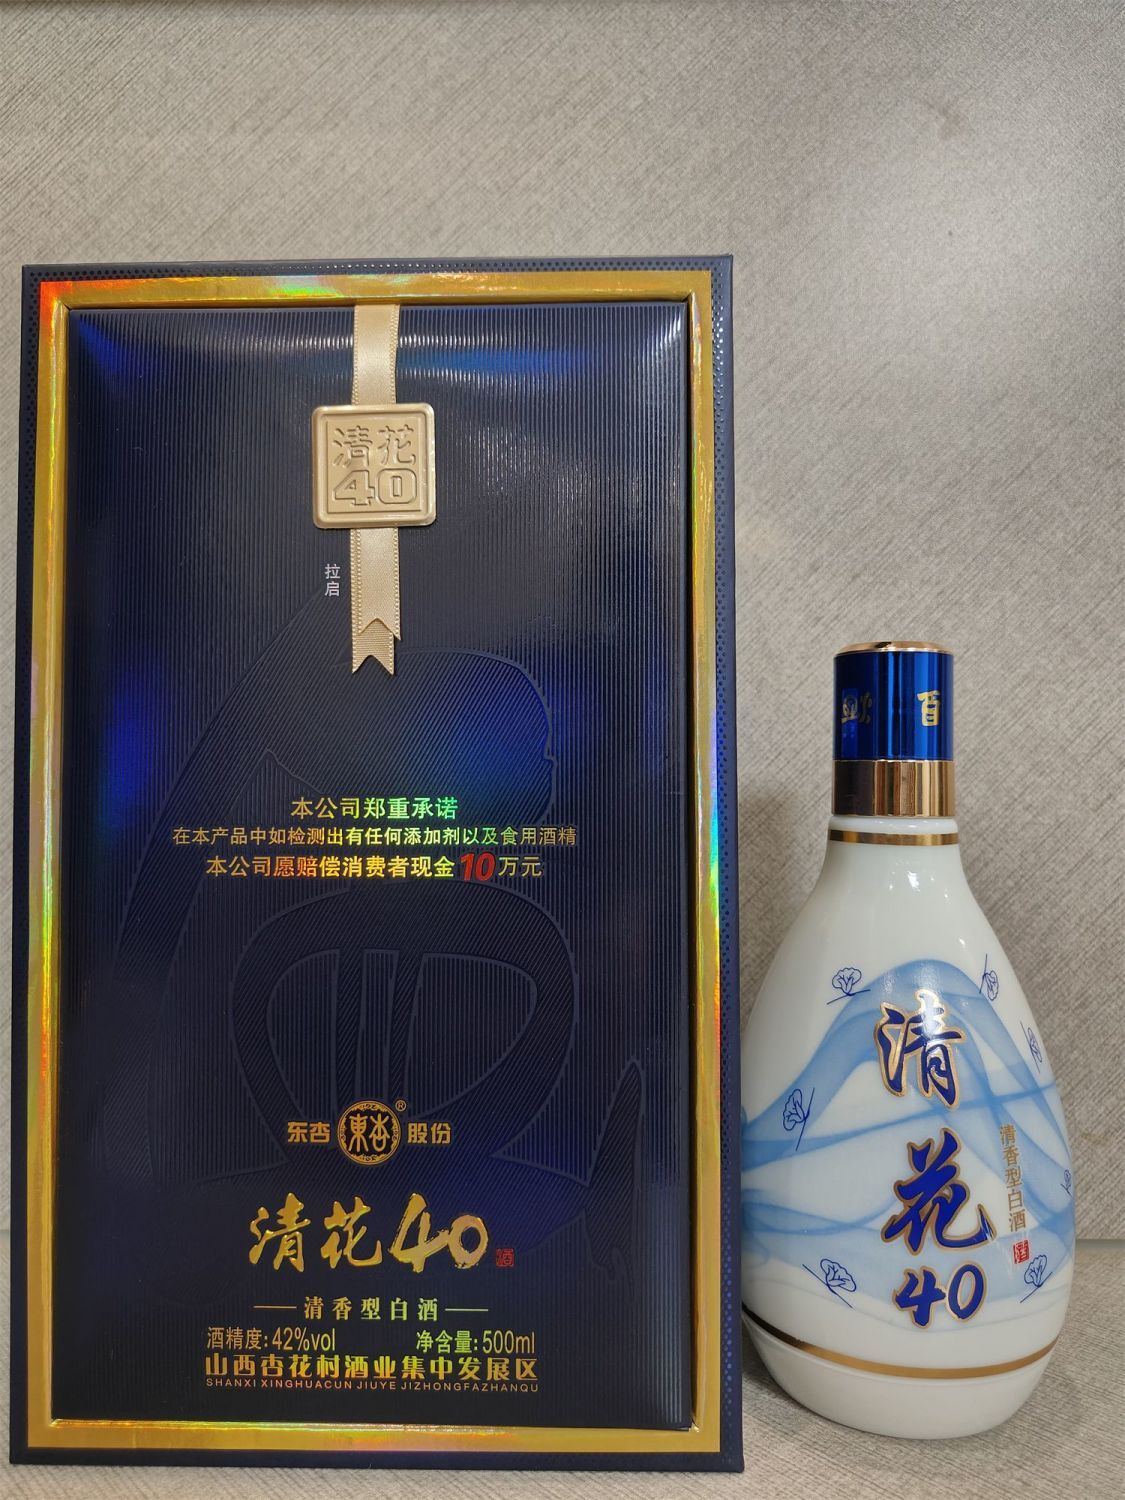 清花
40
拉启
本公司郑重承诺
在本产品中如检测出有任何添加剂以及食用酒精
本公司愿赔偿消费者现金10万元
东杏 東杏 ® 股份
清花40 酒
清香型白酒
酒精度:42%vol 净含量:500ml
山西杏花村酒业集中发展区
SHANXI XINGHUACUN JIUYE JIZHONGFAZHANQU
百
清花40
清香型白酒